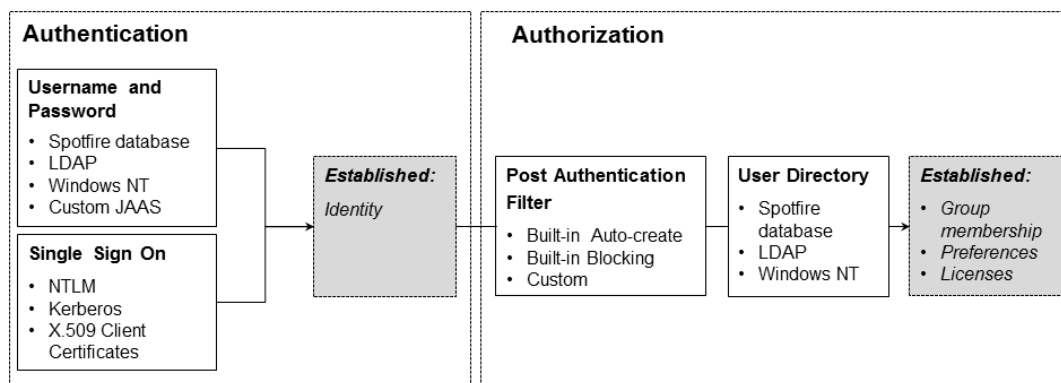 Authentication
Username and
Password
• Spotfire database
• LDAP
• Windows NT
• Custom JAAS
Single Sign On
• NTLM
• Kerberos
• X.509 Client
Certificates
Established:
Identity
Authorization
Post Authentication
Filter
• Built-in Auto-create
• Built-in Blocking
• Custom
User Directory
• Spotfire
database
• LDAP
• Windows NT
Established:
• Group
membership
• Preferences
• Licenses